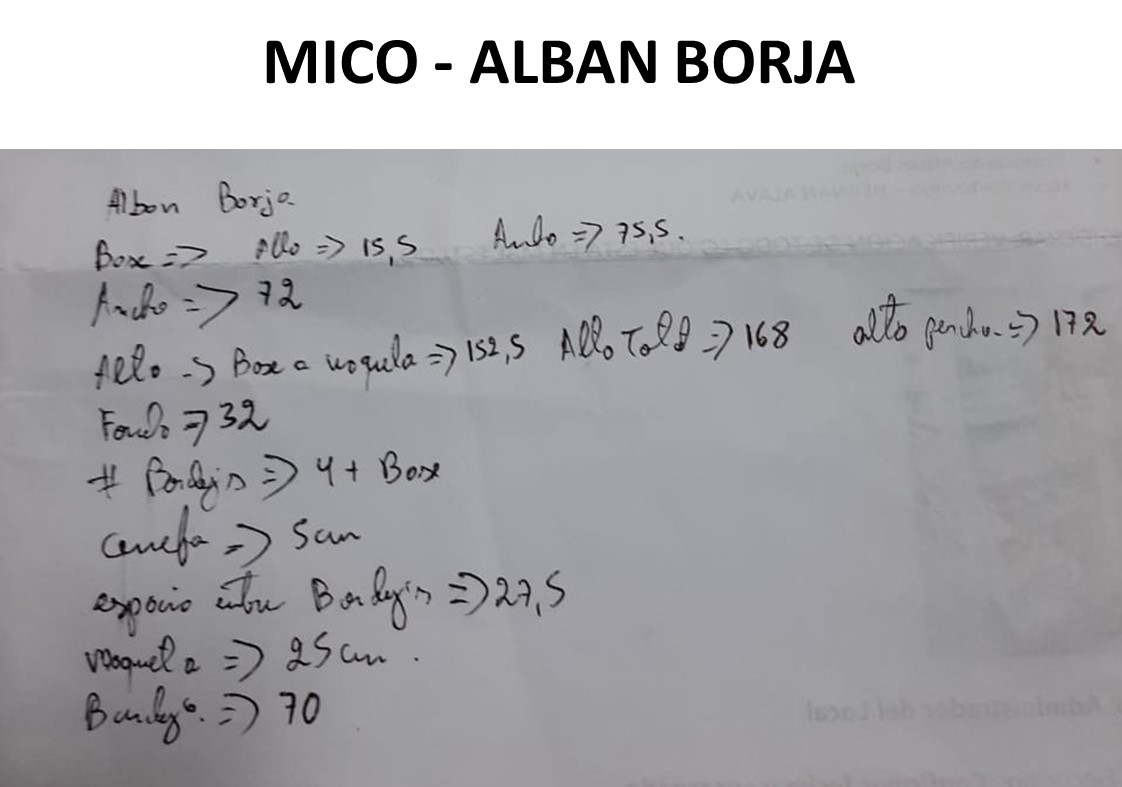 MICO - ALBAN BORJA
Alban Borja
Base => Alto => 15,5 Ancho => 75,5.
Ancho => 72
Alto -> Base a voqueta => 152,5 Alto Total => 168 alto percha => 172
Fondo => 32
# Bandejas => 4 + Base
cenefa => 5cm
espacio entre Bandejas => 27,5
voqueta => 25cm.
Bandeja. => 70
Administrador del Local